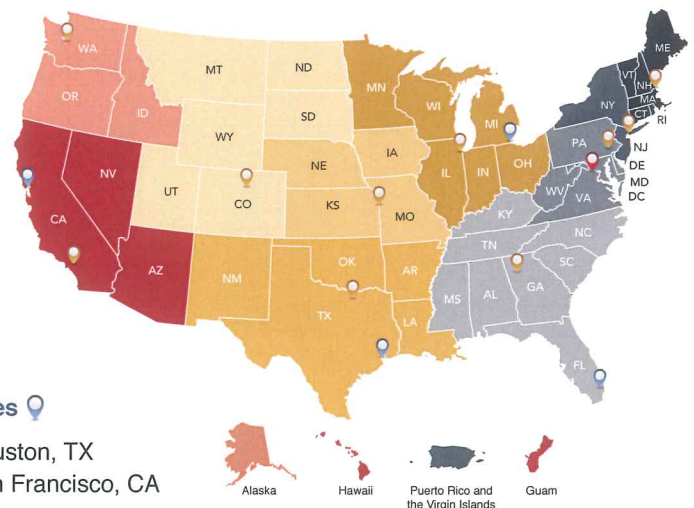 WA
MT
ND
MN
ME
VT
NH
MA
CT
RI
OR
ID
SD
WI
MI
NY
WY
IA
PA
NJ
NE
OH
DE
NV
UT
CO
IL
IN
WV
MD
VA
DC
CA
KS
MO
KY
AZ
NM
OK
AR
TN
NC
SC
TX
LA
MS
AL
GA
FL
es
uston, TX
n Francisco, CA
Alaska
Hawaii
Puerto Rico and
the Virgin Islands
Guam